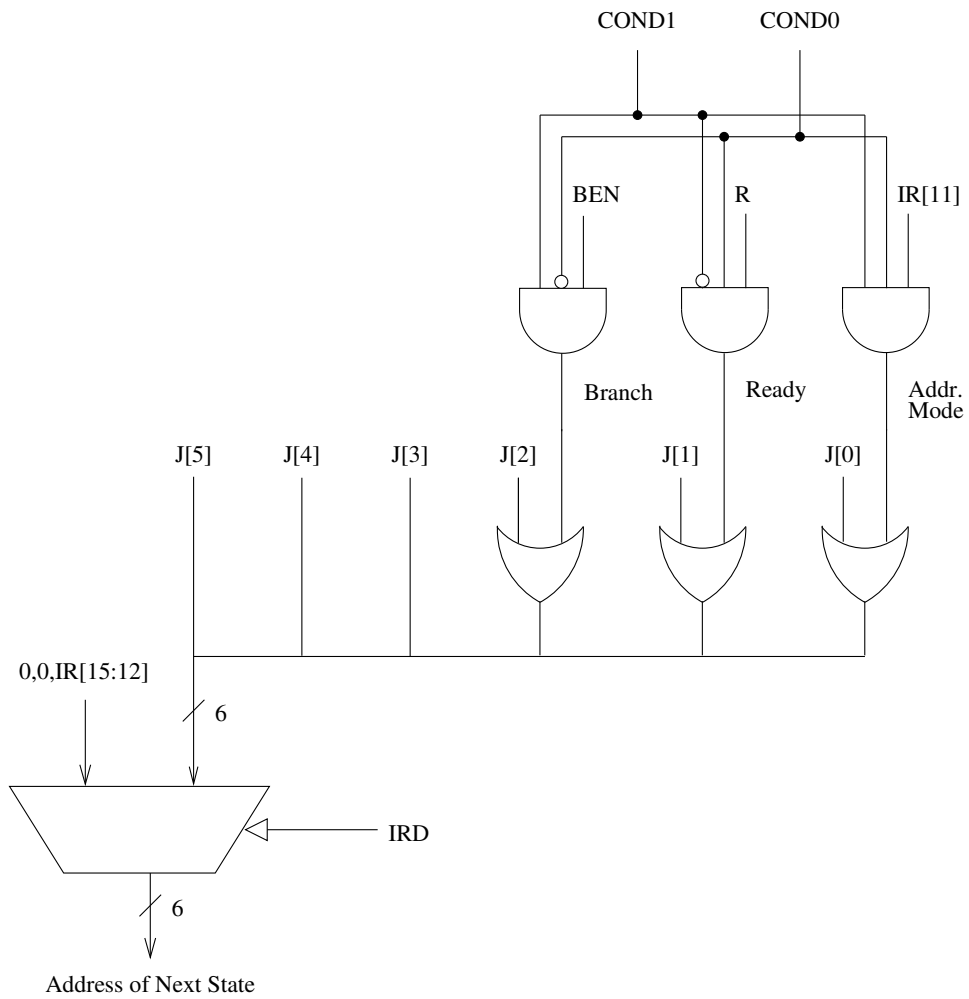 COND1 COND0
BEN R IR[11]
Branch Ready Addr.
Mode
J[5] J[4] J[3] J[2] J[1] J[0]
0,0,IR[15:12]
6
IRD
6
Address of Next State